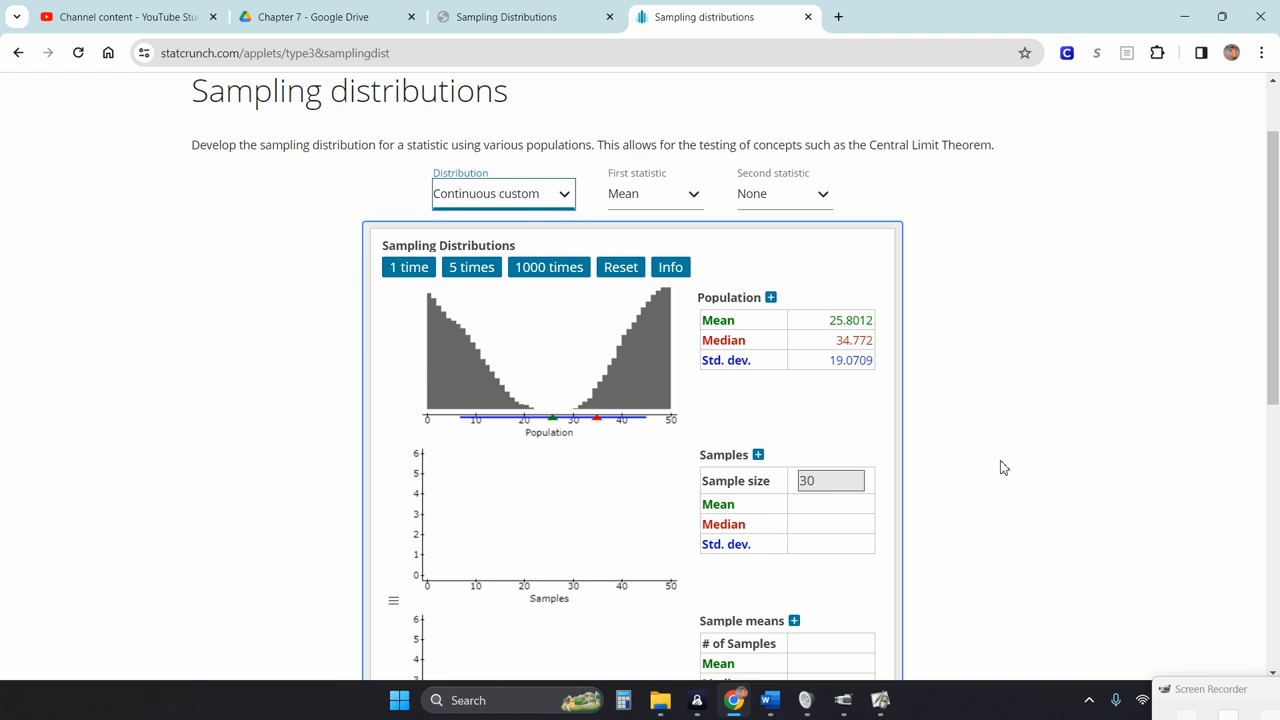 Channel content - YouTube Stu
Chapter 7 - Google Drive
Sampling Distributions
Sampling distributions
statcrunch.com/applets/type3&samplingdist
Sampling distributions
Develop the sampling distribution for a statistic using various populations. This allows for the testing of concepts such as the Central Limit Theorem.
Distribution First statistic Second statistic
Continuous custom Mean None
Sampling Distributions
1 time 5 times 1000 times Reset Info
Population
Mean 25.8012
Median 34.772
Std. dev. 19.0709
0 10 20 30 40 50
Population
Samples
Sample size 30
Mean
Median
Std. dev.
6
5
4
3
2
1
0
0 10 20 30 40 50
Samples
Sample means
# of Samples
Mean
6
5
4
Search
Screen Recorder